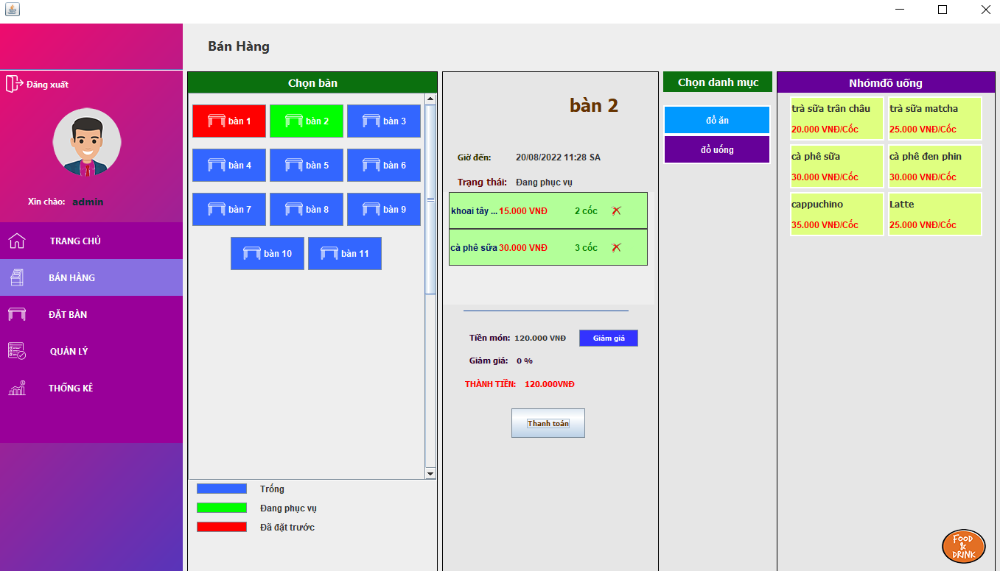 Bán Hàng
Đăng xuất
Xin chào: admin
TRANG CHỦ
BÁN HÀNG
ĐẶT BÀN
QUẢN LÝ
THỐNG KÊ
Chọn bàn
bàn 1 bàn 2 bàn 3
bàn 4 bàn 5 bàn 6
bàn 7 bàn 8 bàn 9
bàn 10 bàn 11
Trống
Đang phục vụ
Đã đặt trước
bàn 2
Giờ đến: 20/08/2022 11:28 SA
Trạng thái: Đang phục vụ
khoai tây ... 15.000 VNĐ 2 cốc
cà phê sữa 30.000 VNĐ 3 cốc
Tiền món: 120.000 VNĐ Giảm giá
Giảm giá: 0 %
THÀNH TIỀN: 120.000VNĐ
Thanh toán
Chọn danh mục
đồ ăn
đồ uống
Nhómđồ uống
trà sữa trân châu trà sữa matcha
20.000 VNĐ/Cốc 25.000 VNĐ/Cốc
cà phê sữa cà phê đen phin
30.000 VNĐ/Cốc 30.000 VNĐ/Cốc
cappuchino Latte
35.000 VNĐ/Cốc 25.000 VNĐ/Cốc
FOOD
&
DRINK